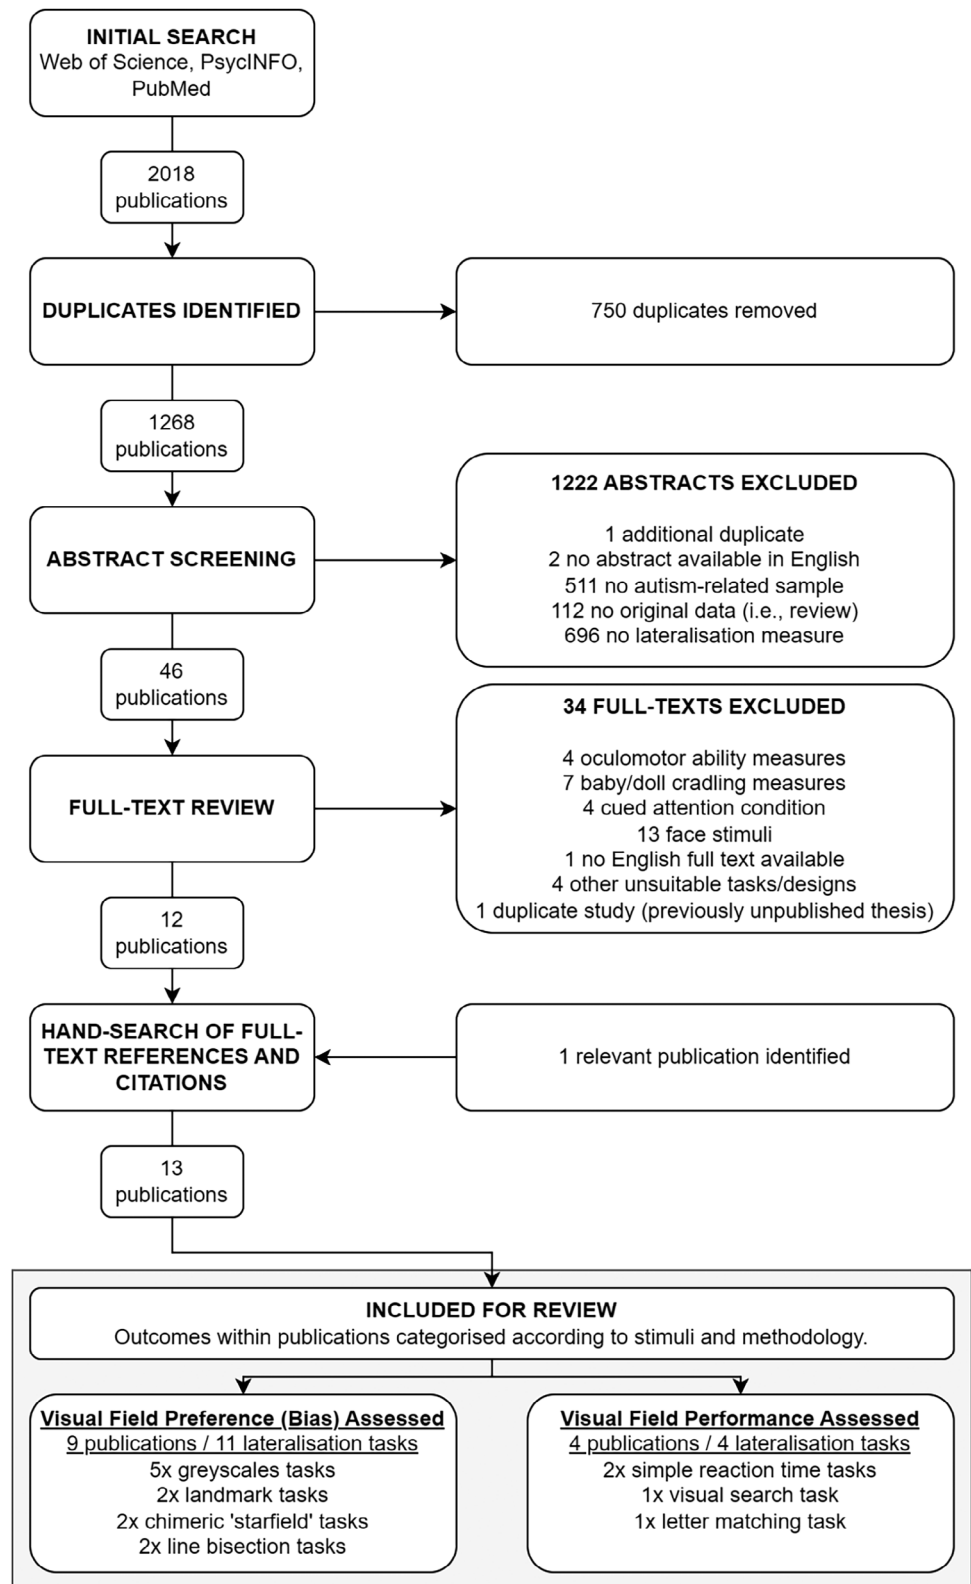 INITIAL SEARCH
Web of Science, PsycINFO,
PubMed
2018
publications
DUPLICATES IDENTIFIED
750 duplicates removed
1268
publications
ABSTRACT SCREENING
1222 ABSTRACTS EXCLUDED
1 additional duplicate
2 no abstract available in English
511 no autism-related sample
112 no original data (i.e., review)
696 no lateralisation measure
46
publications
FULL-TEXT REVIEW
34 FULL-TEXTS EXCLUDED
4 oculomotor ability measures
7 baby/doll cradling measures
4 cued attention condition
13 face stimuli
1 no English full text available
4 other unsuitable tasks/designs
1 duplicate study (previously unpublished thesis)
12
publications
HAND-SEARCH OF FULL-
TEXT REFERENCES AND
CITATIONS
1 relevant publication identified
13
publications
INCLUDED FOR REVIEW
Outcomes within publications categorised according to stimuli and methodology.
Visual Field Preference (Bias) Assessed
9 publications / 11 lateralisation tasks
5x greyscales tasks
2x landmark tasks
2x chimeric 'starfield' tasks
2x line bisection tasks
Visual Field Performance Assessed
4 publications / 4 lateralisation tasks
2x simple reaction time tasks
1x visual search task
1x letter matching task